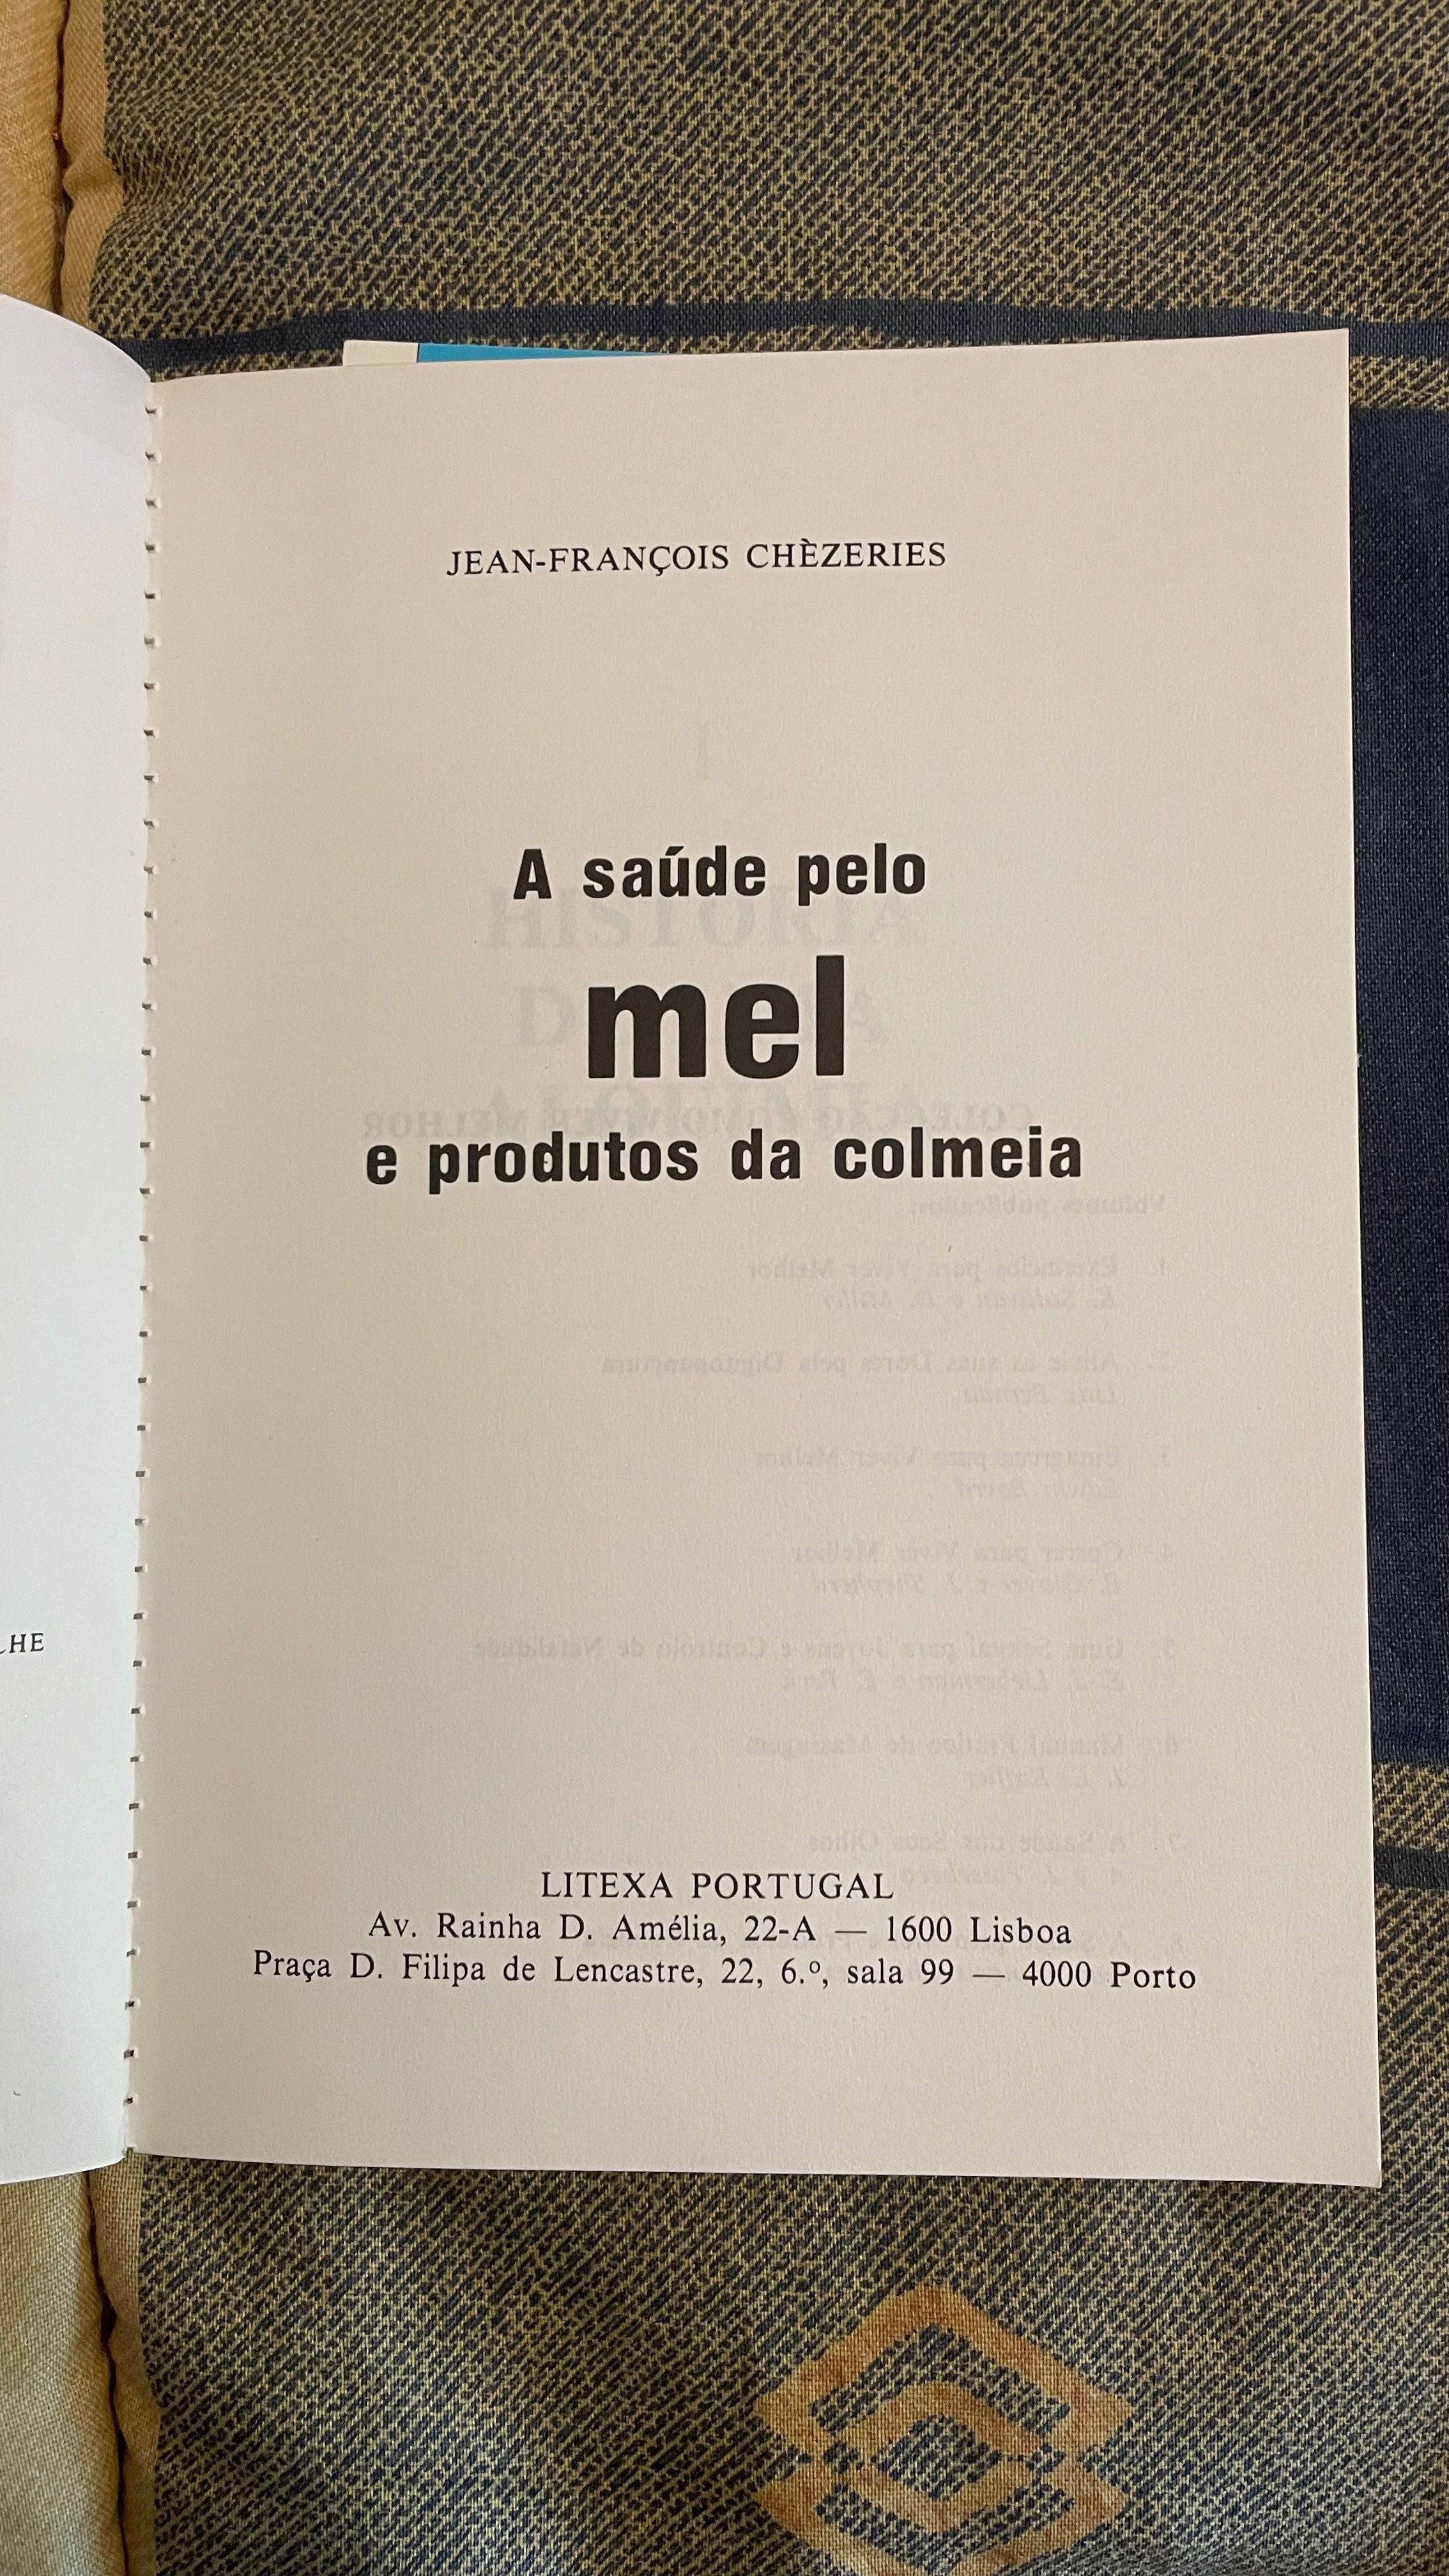 JEAN-FRANÇOIS CHÈZERIES
A saúde pelo
mel
e produtos da colmeia
LITEXA PORTUGAL
Av. Rainha D. Amélia, 22-A — 1600 Lisboa
Praça D. Filipa de Lencastre, 22, 6.º, sala 99 — 4000 Porto